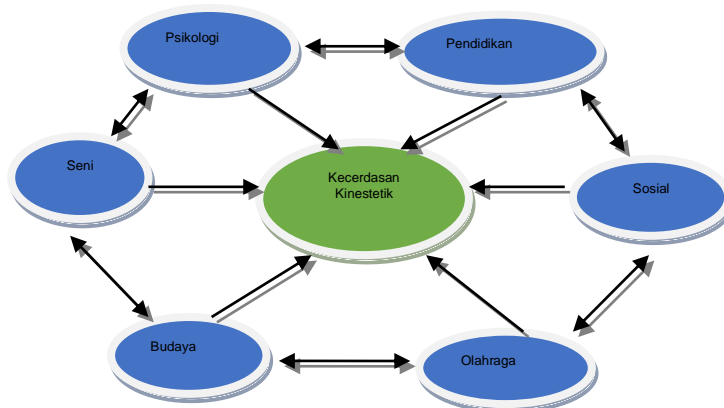 Psikologi
Pendidikan
Seni
Kecerdasan
Kinestetik
Sosial
Budaya
Olahraga